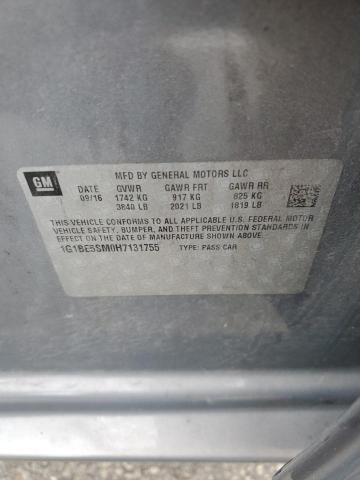 GM
MFD BY GENERAL MOTORS LLC
DATE GVWR GAWR FRT GAWR RR
09/16 1742 KG 917 KG 825 KG
3840 LB 2021 LB 1819 LB
THIS VEHICLE CONFORMS TO ALL APPLICABLE U.S. FEDERAL MOTOR
VEHICLE SAFETY, BUMPER, AND THEFT PREVENTION STANDARDS
IN EFFECT ON THE DATE OF MANUFACTURE SHOWN ABOVE.
1G1BE5SM0H7131755 TYPE: PASS CAR